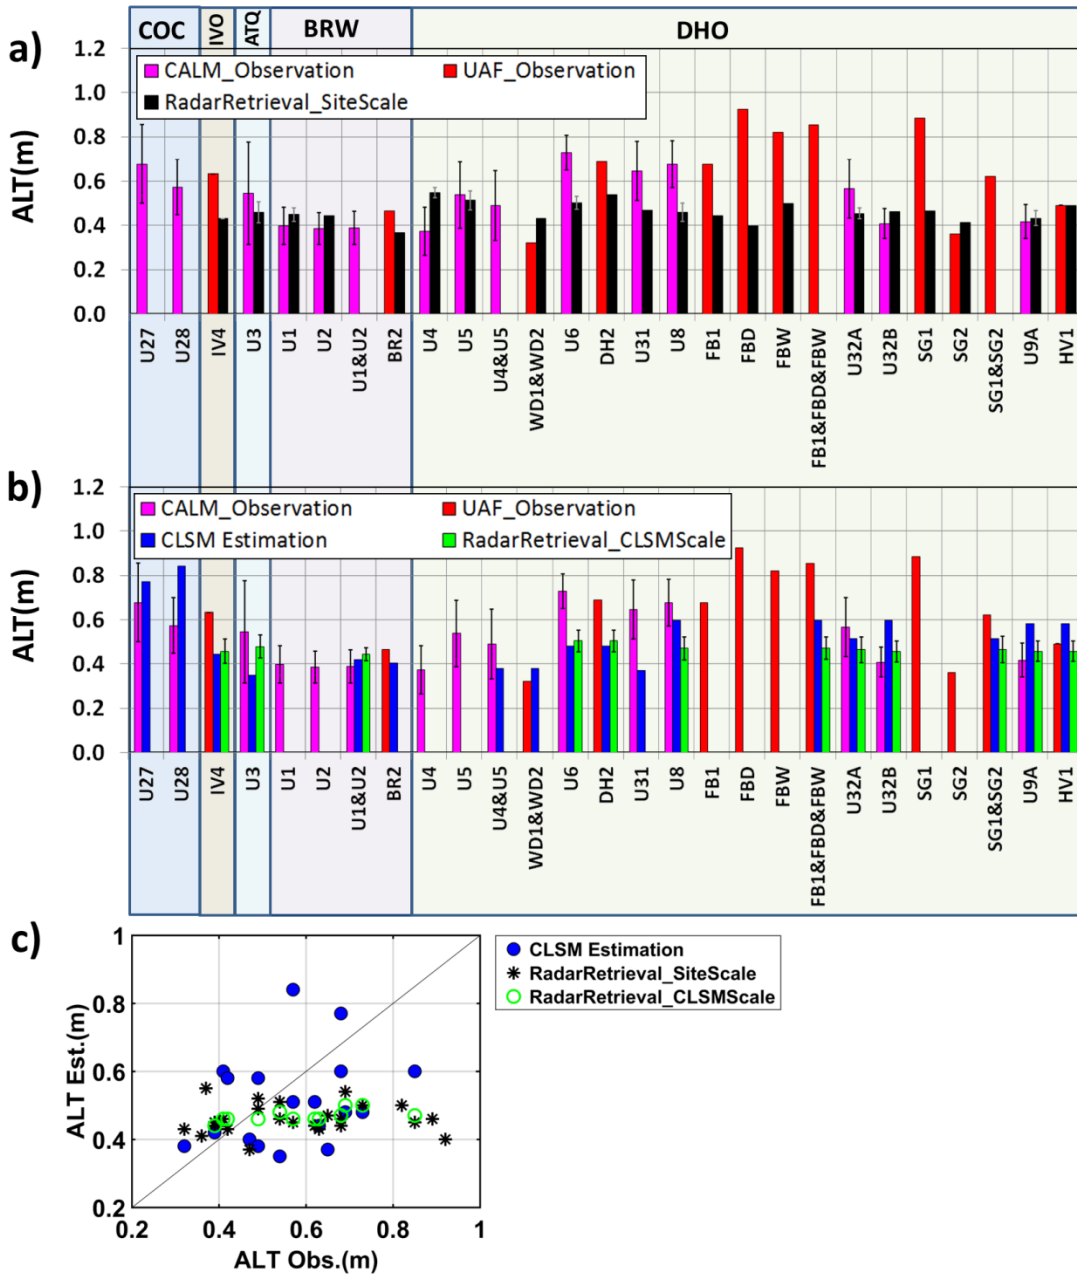 COC IVO ATQ BRW DHO
a)
1.2
CALM_Observation UAF_Observation
RadarRetrieval_SiteScale
1.0
0.8
0.6
0.4
0.2
0.0
ALT(m)
U27 U28 IV4 U3 U1 U2 U1&U2 BR2 U4 U5 U4&U5 WD1&WD2 U6 DH2 U31 U8 FB1 FBD FBW FB1&FBD&FBW U32A U32B SG1 SG2 SG1&SG2 U9A HV1
b)
1.2
CALM_Observation UAF_Observation
CLSM Estimation RadarRetrieval_CLSMScale
1.0
0.8
0.6
0.4
0.2
0.0
ALT(m)
U27 U28 IV4 U3 U1 U2 U1&U2 BR2 U4 U5 U4&U5 WD1&WD2 U6 DH2 U31 U8 FB1 FBD FBW FB1&FBD&FBW U32A U32B SG1 SG2 SG1&SG2 U9A HV1
c)
1
0.8
0.6
0.4
0.2
ALT Est.(m)
0.2 0.4 0.6 0.8 1
ALT Obs.(m)
CLSM Estimation
RadarRetrieval_SiteScale
RadarRetrieval_CLSMScale